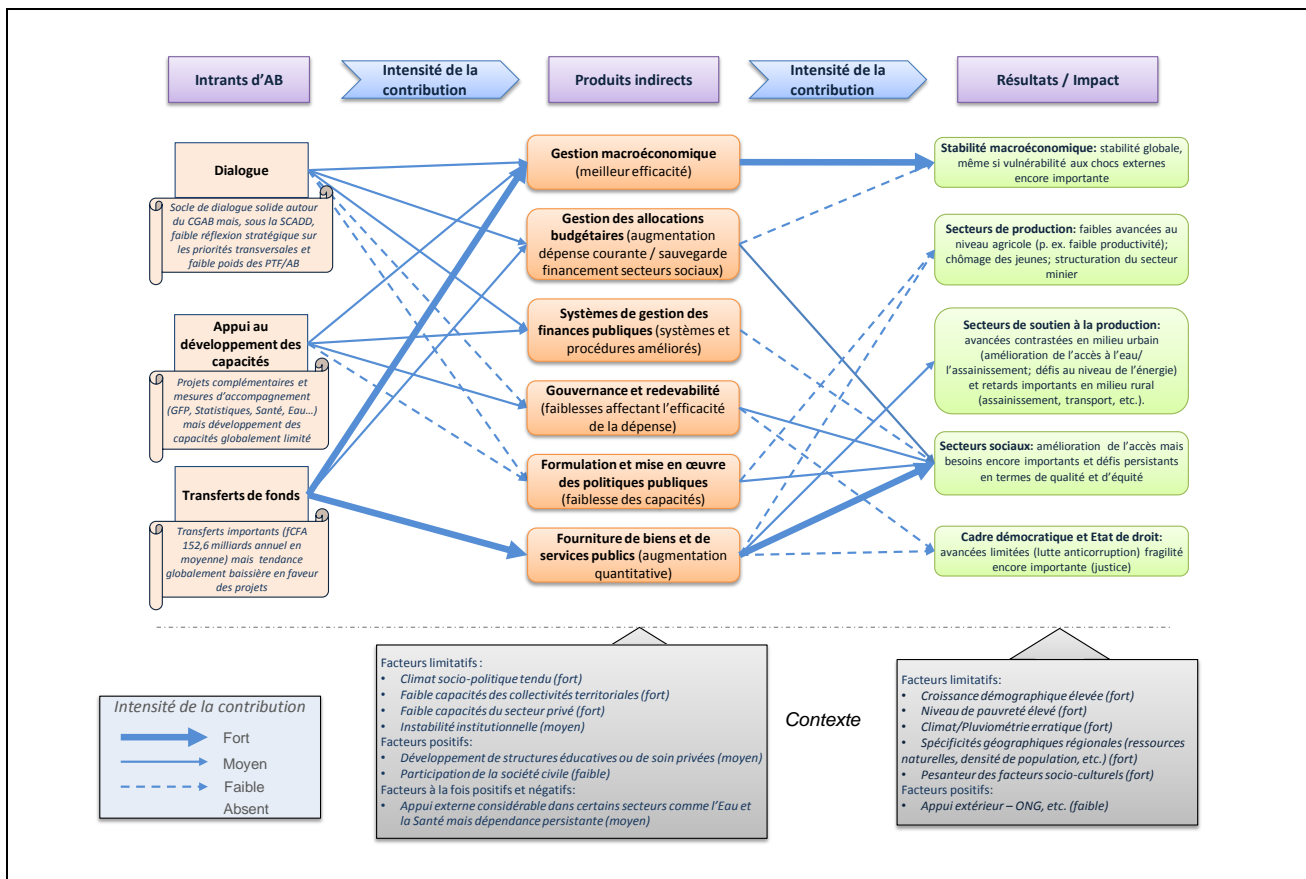 Intrants d'AB
Intensité de la
contribution
Produits indirects
Intensité de la
contribution
Résultats / Impact
Dialogue
Socle de dialogue solide autour
du CGAB mais, sous la SCADD,
faible réflexion stratégique sur
les priorités transversales et
faible poids des PTF/AB
Appui au
développement des
capacités
Projets complémentaires et
mesures d'accompagnement
(GFP, Statistiques, Santé, Eau...)
mais développement des
capacités globalement limité
Transferts de fonds
Transferts importants (fCFA
152,6 milliards annuel en
moyenne) mais tendance
globalement baissière en faveur
des projets
Gestion macroéconomique
(meilleur efficacité)
Gestion des allocations
budgétaires (augmentation
dépense courante / sauvegarde
financement secteurs sociaux)
Systèmes de gestion des
finances publiques (systèmes et
procédures améliorés)
Gouvernance et redevabilité
(faiblesses affectant l'efficacité
de la dépense)
Formulation et mise en œuvre
des politiques publiques
(faiblesse des capacités)
Fourniture de biens et de
services publics (augmentation
quantitative)
Stabilité macroéconomique: stabilité globale,
même si vulnérabilité aux chocs externes
encore importante
Secteurs de production: faibles avancées au
niveau agricole (p. ex. faible productivité);
chômage des jeunes; structuration du secteur
minier
Secteurs de soutien à la production:
avancées contrastées en milieu urbain
(amélioration de l'accès à l'eau/
l'assainissement; défis au niveau de l'énergie)
et retards importants en milieu rural
(assainissement, transport, etc.).
Secteurs sociaux: amélioration de l'accès mais
besoins encore importants et défis persistants
en termes de qualité et d'équité
Cadre démocratique et Etat de droit:
avancées limitées (lutte anticorruption) fragilité
encore importante (justice)
Intensité de la contribution
Fort
Moyen
Faible
Absent
Facteurs limitatifs :
• Climat socio-politique tendu (fort)
• Faible capacités des collectivités territoriales (fort)
• Faible capacités du secteur privé (fort)
• Instabilité institutionnelle (moyen)
Facteurs positifs:
• Développement de structures éducatives ou de soin privées (moyen)
• Participation de la société civile (faible)
Facteurs à la fois positifs et négatifs:
• Appui externe considérable dans certains secteurs comme l'Eau et
la Santé mais dépendance persistante (moyen)
Contexte
Facteurs limitatifs:
• Croissance démographique élevée (fort)
• Niveau de pauvreté élevé (fort)
• Climat/Pluviométrie erratique (fort)
• Spécificités géographiques régionales (ressources
naturelles, densité de population, etc.) (fort)
• Pesanteur des facteurs socio-culturels (fort)
Facteurs positifs:
• Appui extérieur – ONG, etc. (faible)